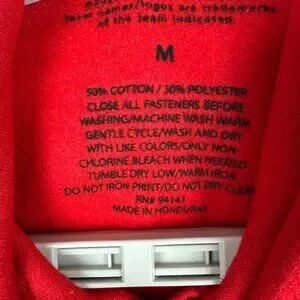 names/logos are trademarks
of the team indicated.
M
50% COTTON / 50% POLYESTER
CLOSE ALL FASTENERS BEFORE
WASHING/MACHINE WASH WARM
GENTLE CYCLE/WASH AND DRY
WITH LIKE COLORS/ONLY NON-
CHLORINE BLEACH WHEN NEEDED
TUMBLE DRY LOW/WARM IRON
DO NOT IRON PRINT/DO NOT DRY CLEAN
RN# 94141
MADE IN HONDURAS